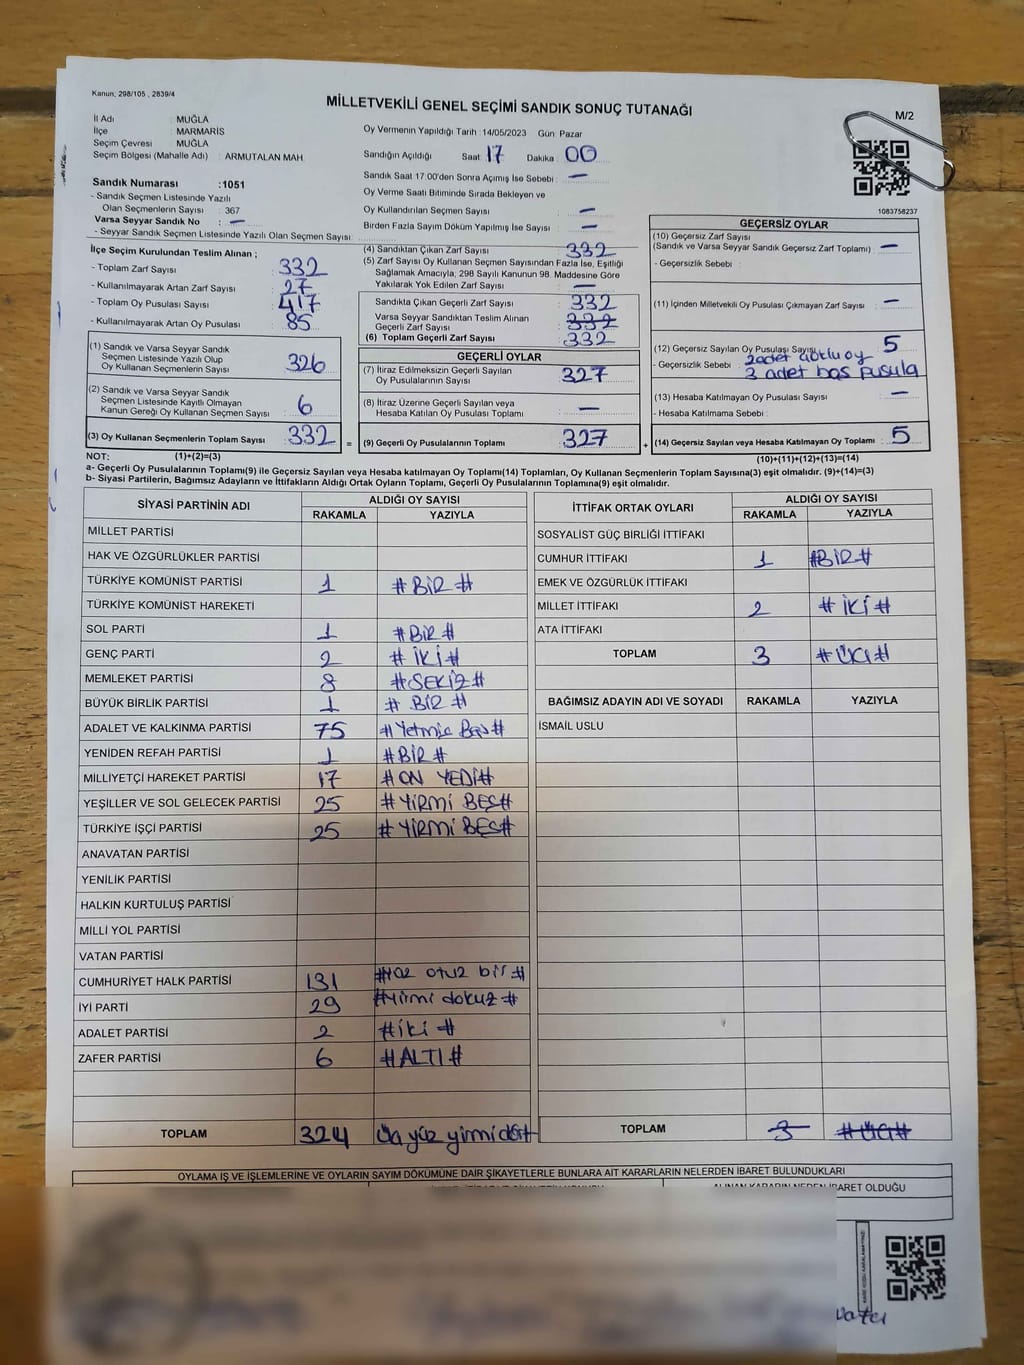 Kanun; 298/105 , 2839/4
MİLLETVEKİLİ GENEL SEÇİMİ SANDIK SONUÇ TUTANAĞI
M/2
İl Adı : MUĞLA
İlçe : MARMARİS
Seçim Çevresi MUĞLA
Seçim Bölgesi (Mahalle Adı) : ARMUTALAN MAH.
Sandık Numarası :1051
- Sandık Seçmen Listesinde Yazılı
Olan Seçmenlerin Sayısı : 367
Varsa Seyyar Sandık No : —
- Seyyar Sandık Seçmen Listesinde Yazılı Olan Seçmen Sayısı:
Oy Vermenin Yapıldığı Tarih : 14/05/2023 Gün: Pazar
Sandığın Açıldığı Saat : 17 Dakika : 00
Sandık Saat 17:00'den Sonra Açımış İse Sebebi : —
Oy Verme Saati Bitiminde Sırada Bekleyen ve
Oy Kullandırılan Seçmen Sayısı : —
Birden Fazla Sayım Döküm Yapılmış İse Sayısı : —
1083758237
İlçe Seçim Kurulundan Teslim Alınan ;
- Toplam Zarf Sayısı : 332
- Kullanılmayarak Artan Zarf Sayısı : 27
- Toplam Oy Pusulası Sayısı : 417
- Kullanılmayarak Artan Oy Pusulası : 85
(1) Sandık ve Varsa Seyyar Sandık
Seçmen Listesinde Yazılı Olup
Oy Kullanan Seçmenlerin Sayısı : 326
(2) Sandık ve Varsa Seyyar Sandık
Seçmen Listesinde Kayıtlı Olmayan
Kanun Gereği Oy Kullanan Seçmen Sayısı : 6
(3) Oy Kullanan Seçmenlerin Toplam Sayısı : 332 =
(1)+(2)=(3)
(4) Sandıktan Çıkan Zarf Sayısı : 332
(5) Zarf Sayısı Oy Kullanan Seçmen Sayısından Fazla İse, Eşitliği
Sağlamak Amacıyla, 298 Sayılı Kanunun 98. Maddesine Göre
Yakılarak Yok Edilen Zarf Sayısı : —
Sandıkta Çıkan Geçerli Zarf Sayısı : 332
Varsa Seyyar Sandıktan Teslim Alınan
Geçerli Zarf Sayısı : 332
(6) Toplam Geçerli Zarf Sayısı : 332
GEÇERLİ OYLAR
(7) İtiraz Edilmeksizin Geçerli Sayılan
Oy Pusulalarının Sayısı : 327
(8) İtiraz Üzerine Geçerli Sayılan veya
Hesaba Katılan Oy Pusulası Toplamı : —
(9) Geçerli Oy Pusulalarının Toplamı : 327 +
GEÇERSİZ OYLAR
(10) Geçersiz Zarf Sayısı
(Sandık ve Varsa Seyyar Sandık Geçersiz Zarf Toplamı) : —
- Geçersizlik Sebebi :
(11) İçinden Milletvekili Oy Pusulası Çıkmayan Zarf Sayısı : —
(12) Geçersiz Sayılan Oy Pusulası Sayısı : 5
- Geçersizlik Sebebi : 2 adet çoklu oy
3 adet boş pusula
(13) Hesaba Katılmayan Oy Pusulası Sayısı : —
- Hesaba Katılmama Sebebi :
(14) Geçersiz Sayılan veya Hesaba Katılmayan Oy Toplamı : 5
(10)+(11)+(12)+(13)=(14)
NOT:
a- Geçerli Oy Pusulalarının Toplamı(9) ile Geçersiz Sayılan veya Hesaba katılmayan Oy Toplamı(14) Toplamları, Oy Kullanan Seçmenlerin Toplam Sayısına(3) eşit olmalıdır. (9)+(14)=(3)
b- Siyasi Partilerin, Bağımsız Adayların ve İttifakların Aldığı Ortak Oyların Toplamı, Geçerli Oy Pusulalarının Toplamına(9) eşit olmalıdır.
SİYASİ PARTİNİN ADI ALDIĞI OY SAYISI
RAKAMLA YAZIYLA
MİLLET PARTİSİ
HAK VE ÖZGÜRLÜKLER PARTİSİ
TÜRKİYE KOMÜNİST PARTİSİ 1 #BİR#
TÜRKİYE KOMÜNİST HAREKETİ
SOL PARTİ 1 #BİR#
GENÇ PARTİ 2 #İKİ#
MEMLEKET PARTİSİ 8 #SEKİZ#
BÜYÜK BİRLİK PARTİSİ 1 #BİR#
ADALET VE KALKINMA PARTİSİ 75 #Yetmiş Beş#
YENİDEN REFAH PARTİSİ 1 #BİR#
MİLLİYETÇİ HAREKET PARTİSİ 17 #ON YEDİ#
YEŞİLLER VE SOL GELECEK PARTİSİ 25 #YİRMİ BEŞ#
TÜRKİYE İŞÇİ PARTİSİ 25 #YİRMİ BEŞ#
ANAVATAN PARTİSİ
YENİLİK PARTİSİ
HALKIN KURTULUŞ PARTİSİ
MİLLİ YOL PARTİSİ
VATAN PARTİSİ
CUMHURİYET HALK PARTİSİ 131 #Yüz otuz bir#
İYİ PARTİ 29 #Yirmi dokuz#
ADALET PARTİSİ 2 #iki#
ZAFER PARTİSİ 6 #ALTI#
TOPLAM 324 Üç yüz yirmi dört
İTTİFAK ORTAK OYLARI ALDIĞI OY SAYISI
RAKAMLA YAZIYLA
SOSYALİST GÜÇ BİRLİĞİ İTTİFAKI
CUMHUR İTTİFAKI 1 #BİR#
EMEK VE ÖZGÜRLÜK İTTİFAKI
MİLLET İTTİFAKI 2 #İKİ#
ATA İTTİFAKI
TOPLAM 3 #ÜÇ#
BAĞIMSIZ ADAYIN ADI VE SOYADI RAKAMLA YAZIYLA
İSMAİL USLU
TOPLAM 3 #ÜÇ#
OYLAMA İŞ VE İŞLEMLERİNE VE OYLARIN SAYIM DÖKÜMÜNE DAİR ŞİKAYETLERLE BUNLARA AİT KARARLARIN NELERDEN İBARET BULUNDUKLARI
ALINAN KARARIN NEDEN İBARET OLDUĞU